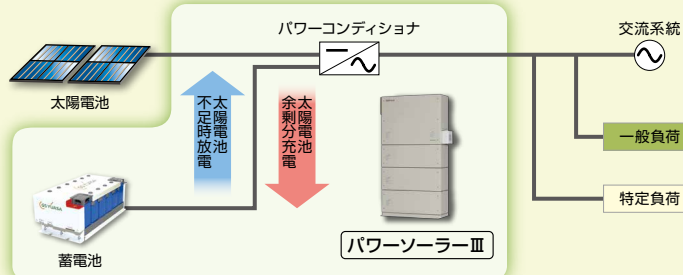 パワーコンディショナ
交流系統
太陽電池
太陽電池
不足時放電
太陽電池
余剰分充電
一般負荷
特定負荷
GS YUASA
蓄電池
パワーソーラーⅢ